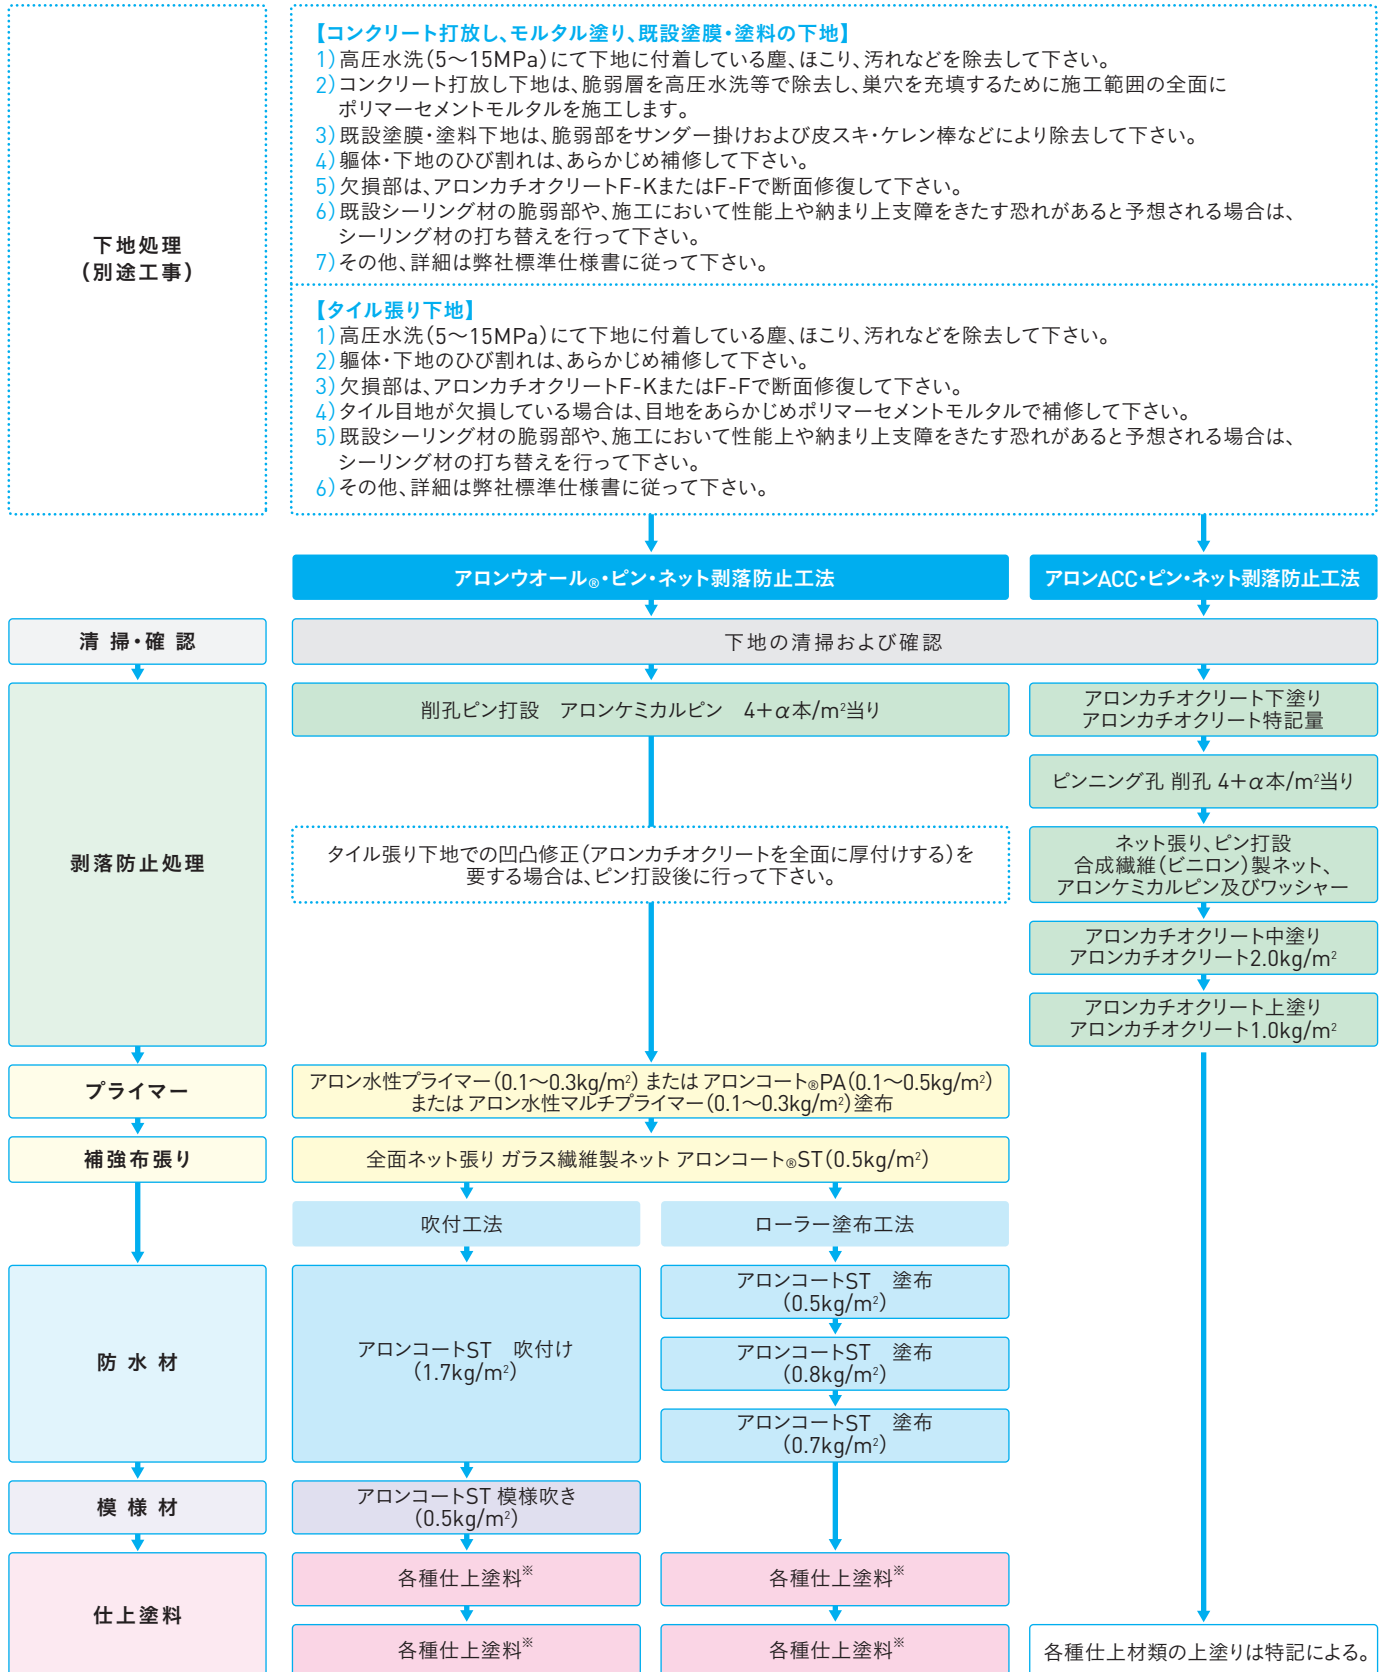 下地処理
(別途工事)
【コンクリート打放し、モルタル塗り、既設塗膜・塗料の下地】
1)高圧水洗(5〜15MPa)にて下地に付着している塵、ほこり、汚れなどを除去して下さい。
2)コンクリート打放し下地は、脆弱層を高圧水洗等で除去し、巣穴を充填するために施工範囲の全面に
ポリマーセメントモルタルを施工します。
3)既設塗膜・塗料下地は、脆弱部をサンダー掛けおよび皮スキ・ケレン棒などにより除去して下さい。
4)軀体・下地のひび割れは、あらかじめ補修して下さい。
5)欠損部は、アロンカチオクリートF-KまたはF-Fで断面修復して下さい。
6)既設シーリング材の脆弱部や、施工において性能上や納まり上支障をきたす恐れがあると予想される場合は、
シーリング材の打ち替えを行って下さい。
7)その他、詳細は弊社標準仕様書に従って下さい。
【タイル張り下地】
1)高圧水洗(5〜15MPa)にて下地に付着している塵、ほこり、汚れなどを除去して下さい。
2)軀体・下地のひび割れは、あらかじめ補修して下さい。
3)欠損部は、アロンカチオクリートF-KまたはF-Fで断面修復して下さい。
4)タイル目地が欠損している場合は、目地をあらかじめポリマーセメントモルタルで補修して下さい。
5)既設シーリング材の脆弱部や、施工において性能上や納まり上支障をきたす恐れがあると予想される場合は、
シーリング材の打ち替えを行って下さい。
6)その他、詳細は弊社標準仕様書に従って下さい。
アロンウオール®・ピン・ネット剥落防止工法
アロンACC・ピン・ネット剥落防止工法
清 掃・確 認
下地の清掃および確認
剥落防止処理
削孔ピン打設 アロンケミカルピン 4+α本/m²当り
タイル張り下地での凹凸修正(アロンカチオクリートを全面に厚付けする)を
要する場合は、ピン打設後に行って下さい。
アロンカチオクリート下塗り
アロンカチオクリート特記量
ピンニング孔 削孔 4+α本/m²当り
ネット張り、ピン打設
合成繊維(ビニロン)製ネット、
アロンケミカルピン及びワッシャー
アロンカチオクリート中塗り
アロンカチオクリート2.0kg/m²
アロンカチオクリート上塗り
アロンカチオクリート1.0kg/m²
プライマー
アロン水性プライマー(0.1〜0.3kg/m²) または アロンコート®PA(0.1〜0.5kg/m²)
または アロン水性マルチプライマー(0.1〜0.3kg/m²)塗布
補強布張り
全面ネット張り ガラス繊維製ネット アロンコート®ST(0.5kg/m²)
吹付工法
ローラー塗布工法
防 水 材
アロンコートST 吹付け
(1.7kg/m²)
アロンコートST 塗布
(0.5kg/m²)
アロンコートST 塗布
(0.8kg/m²)
アロンコートST 塗布
(0.7kg/m²)
模 様 材
アロンコートST 模様吹き
(0.5kg/m²)
仕上塗料
各種仕上塗料※
各種仕上塗料※
各種仕上塗料※
各種仕上塗料※
各種仕上材類の上塗りは特記による。